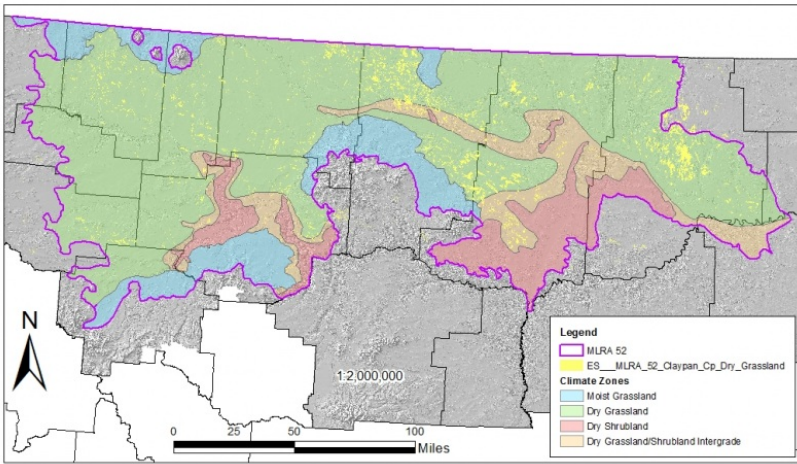 N
1:2,000,000
0 25 50 100
Miles
Legend
MLRA 52
ES___MLRA_52_Claypan_Cp_Dry_Grassland
Climate Zones
Moist Grassland
Dry Grassland
Dry Shrubland
Dry Grassland/Shrubland Intergrade